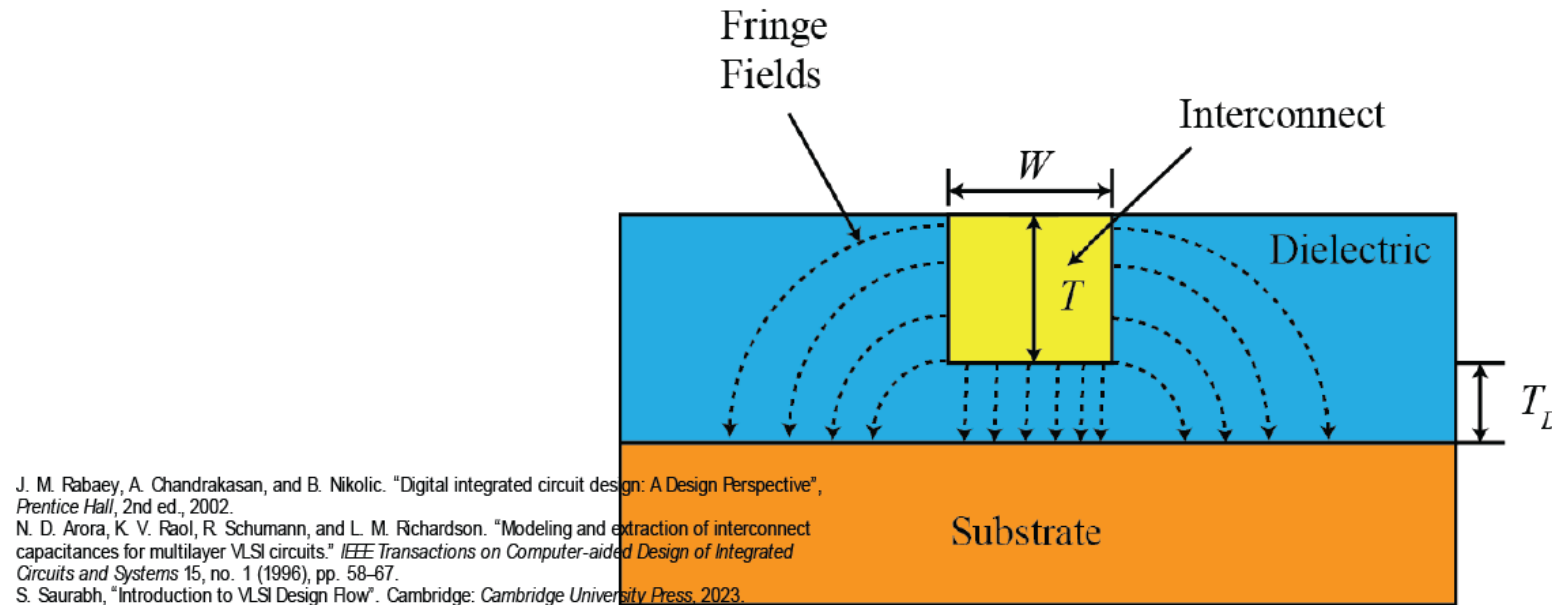 Fringe
Fields
Interconnect
W
Dielectric
T
T
J. M. Rabaey, A. Chandrakasan, and B. Nikolic. “Digital integrated circuit design: A Design Perspective”,
Prentice Hall, 2nd ed., 2002.
N. D. Arora, K. V. Raol, R. Schumann, and L. M. Richardson. “Modeling and extraction of interconnect
capacitances for multilayer VLSI circuits.” IEEE Transactions on Computer-aided Design of Integrated
Circuits and Systems 15, no. 1 (1996), pp. 58–67.
S. Saurabh, “Introduction to VLSI Design Flow”. Cambridge: Cambridge University Press, 2023.
Substrate